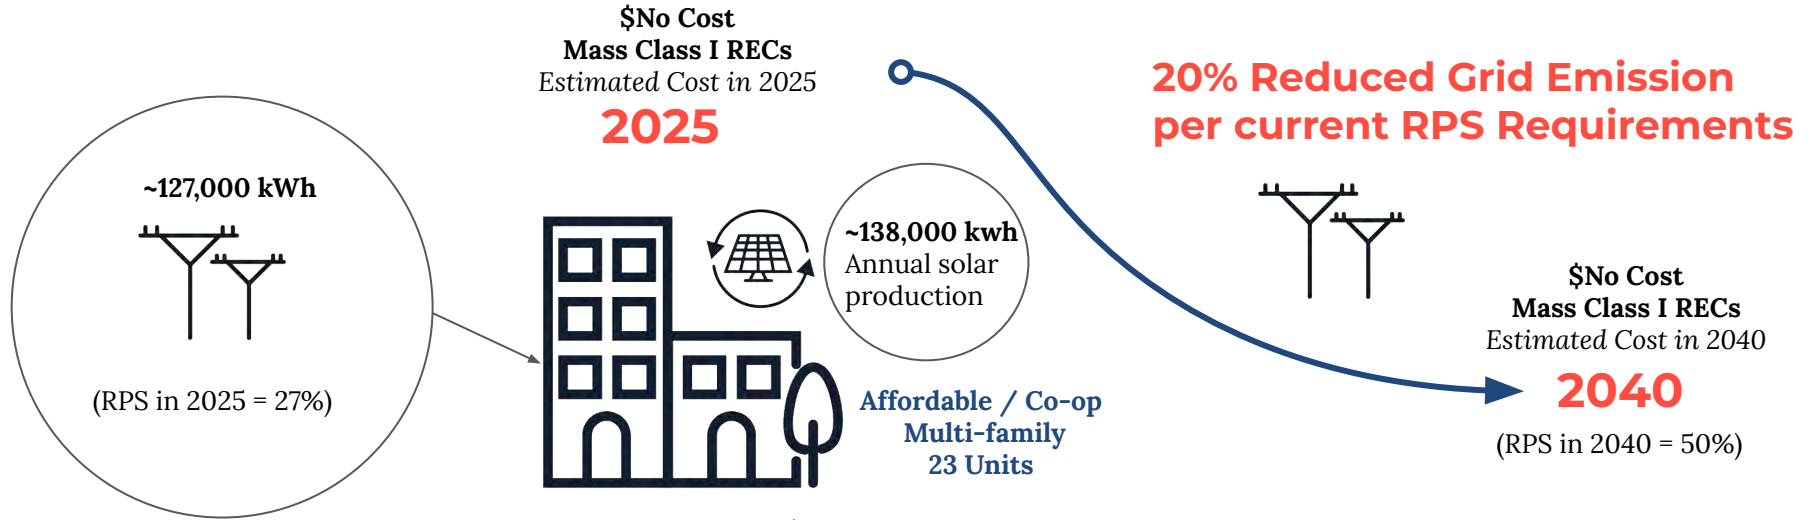 $No Cost
Mass Class I RECs
Estimated Cost in 2025
2025
~127,000 kWh
(RPS in 2025 = 27%)
~138,000 kwh
Annual solar
production
Affordable / Co-op
Multi-family
23 Units
20% Reduced Grid Emission
per current RPS Requirements
$No Cost
Mass Class I RECs
Estimated Cost in 2040
2040
(RPS in 2040 = 50%)